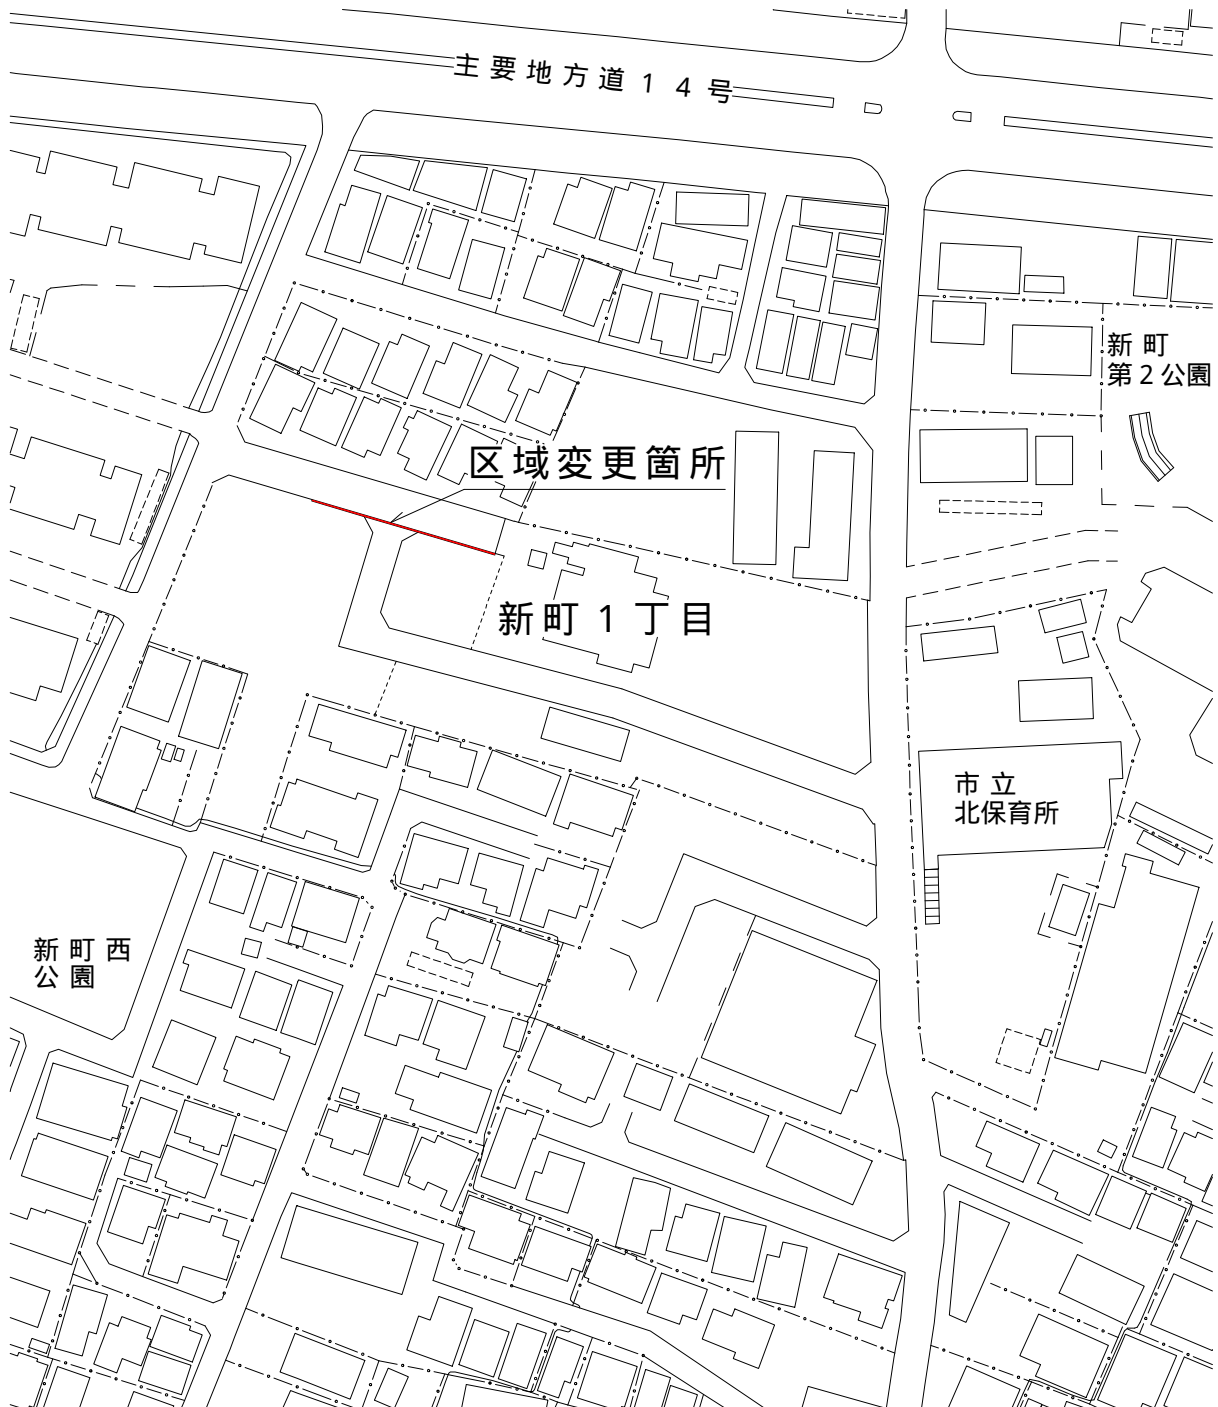 主要地方道１４号
新町
第２公園
区域変更箇所
新町１丁目
市立
北保育所
新町西
公園